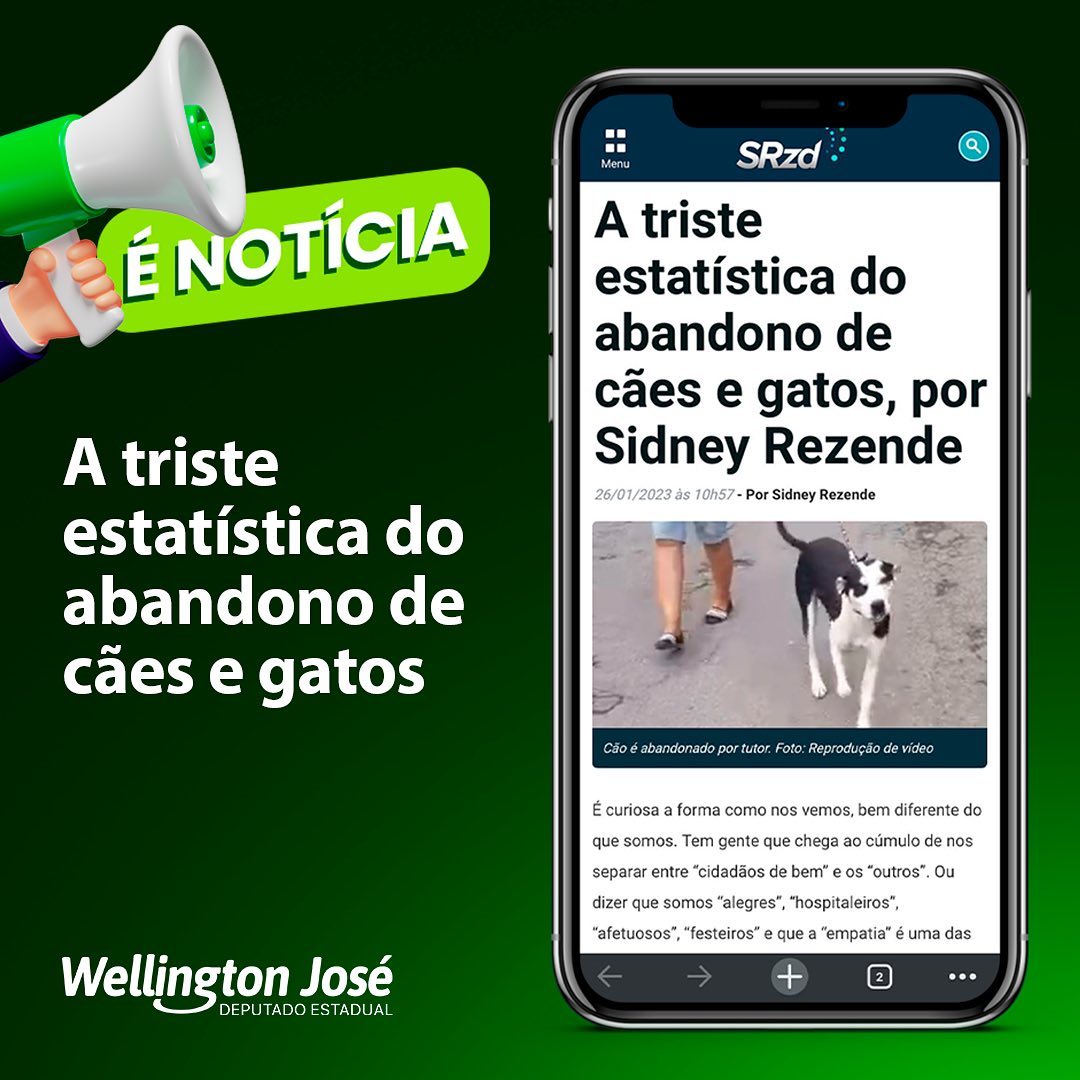 É NOTÍCIA
A triste
estatística do
abandono de
cães e gatos
Wellington José
DEPUTADO ESTADUAL
Menu
SRzd
A triste
estatística do
abandono de
cães e gatos, por
Sidney Rezende
26/01/2023 às 10h57 - Por Sidney Rezende
Cão é abandonado por tutor. Foto: Reprodução de vídeo
É curiosa a forma como nos vemos, bem diferente do
que somos. Tem gente que chega ao cúmulo de nos
separar entre “cidadãos de bem” e os “outros”. Ou
dizer que somos “alegres”, “hospitaleiros”,
“afetuosos”, “festeiros” e que a “empatia” é uma das
2